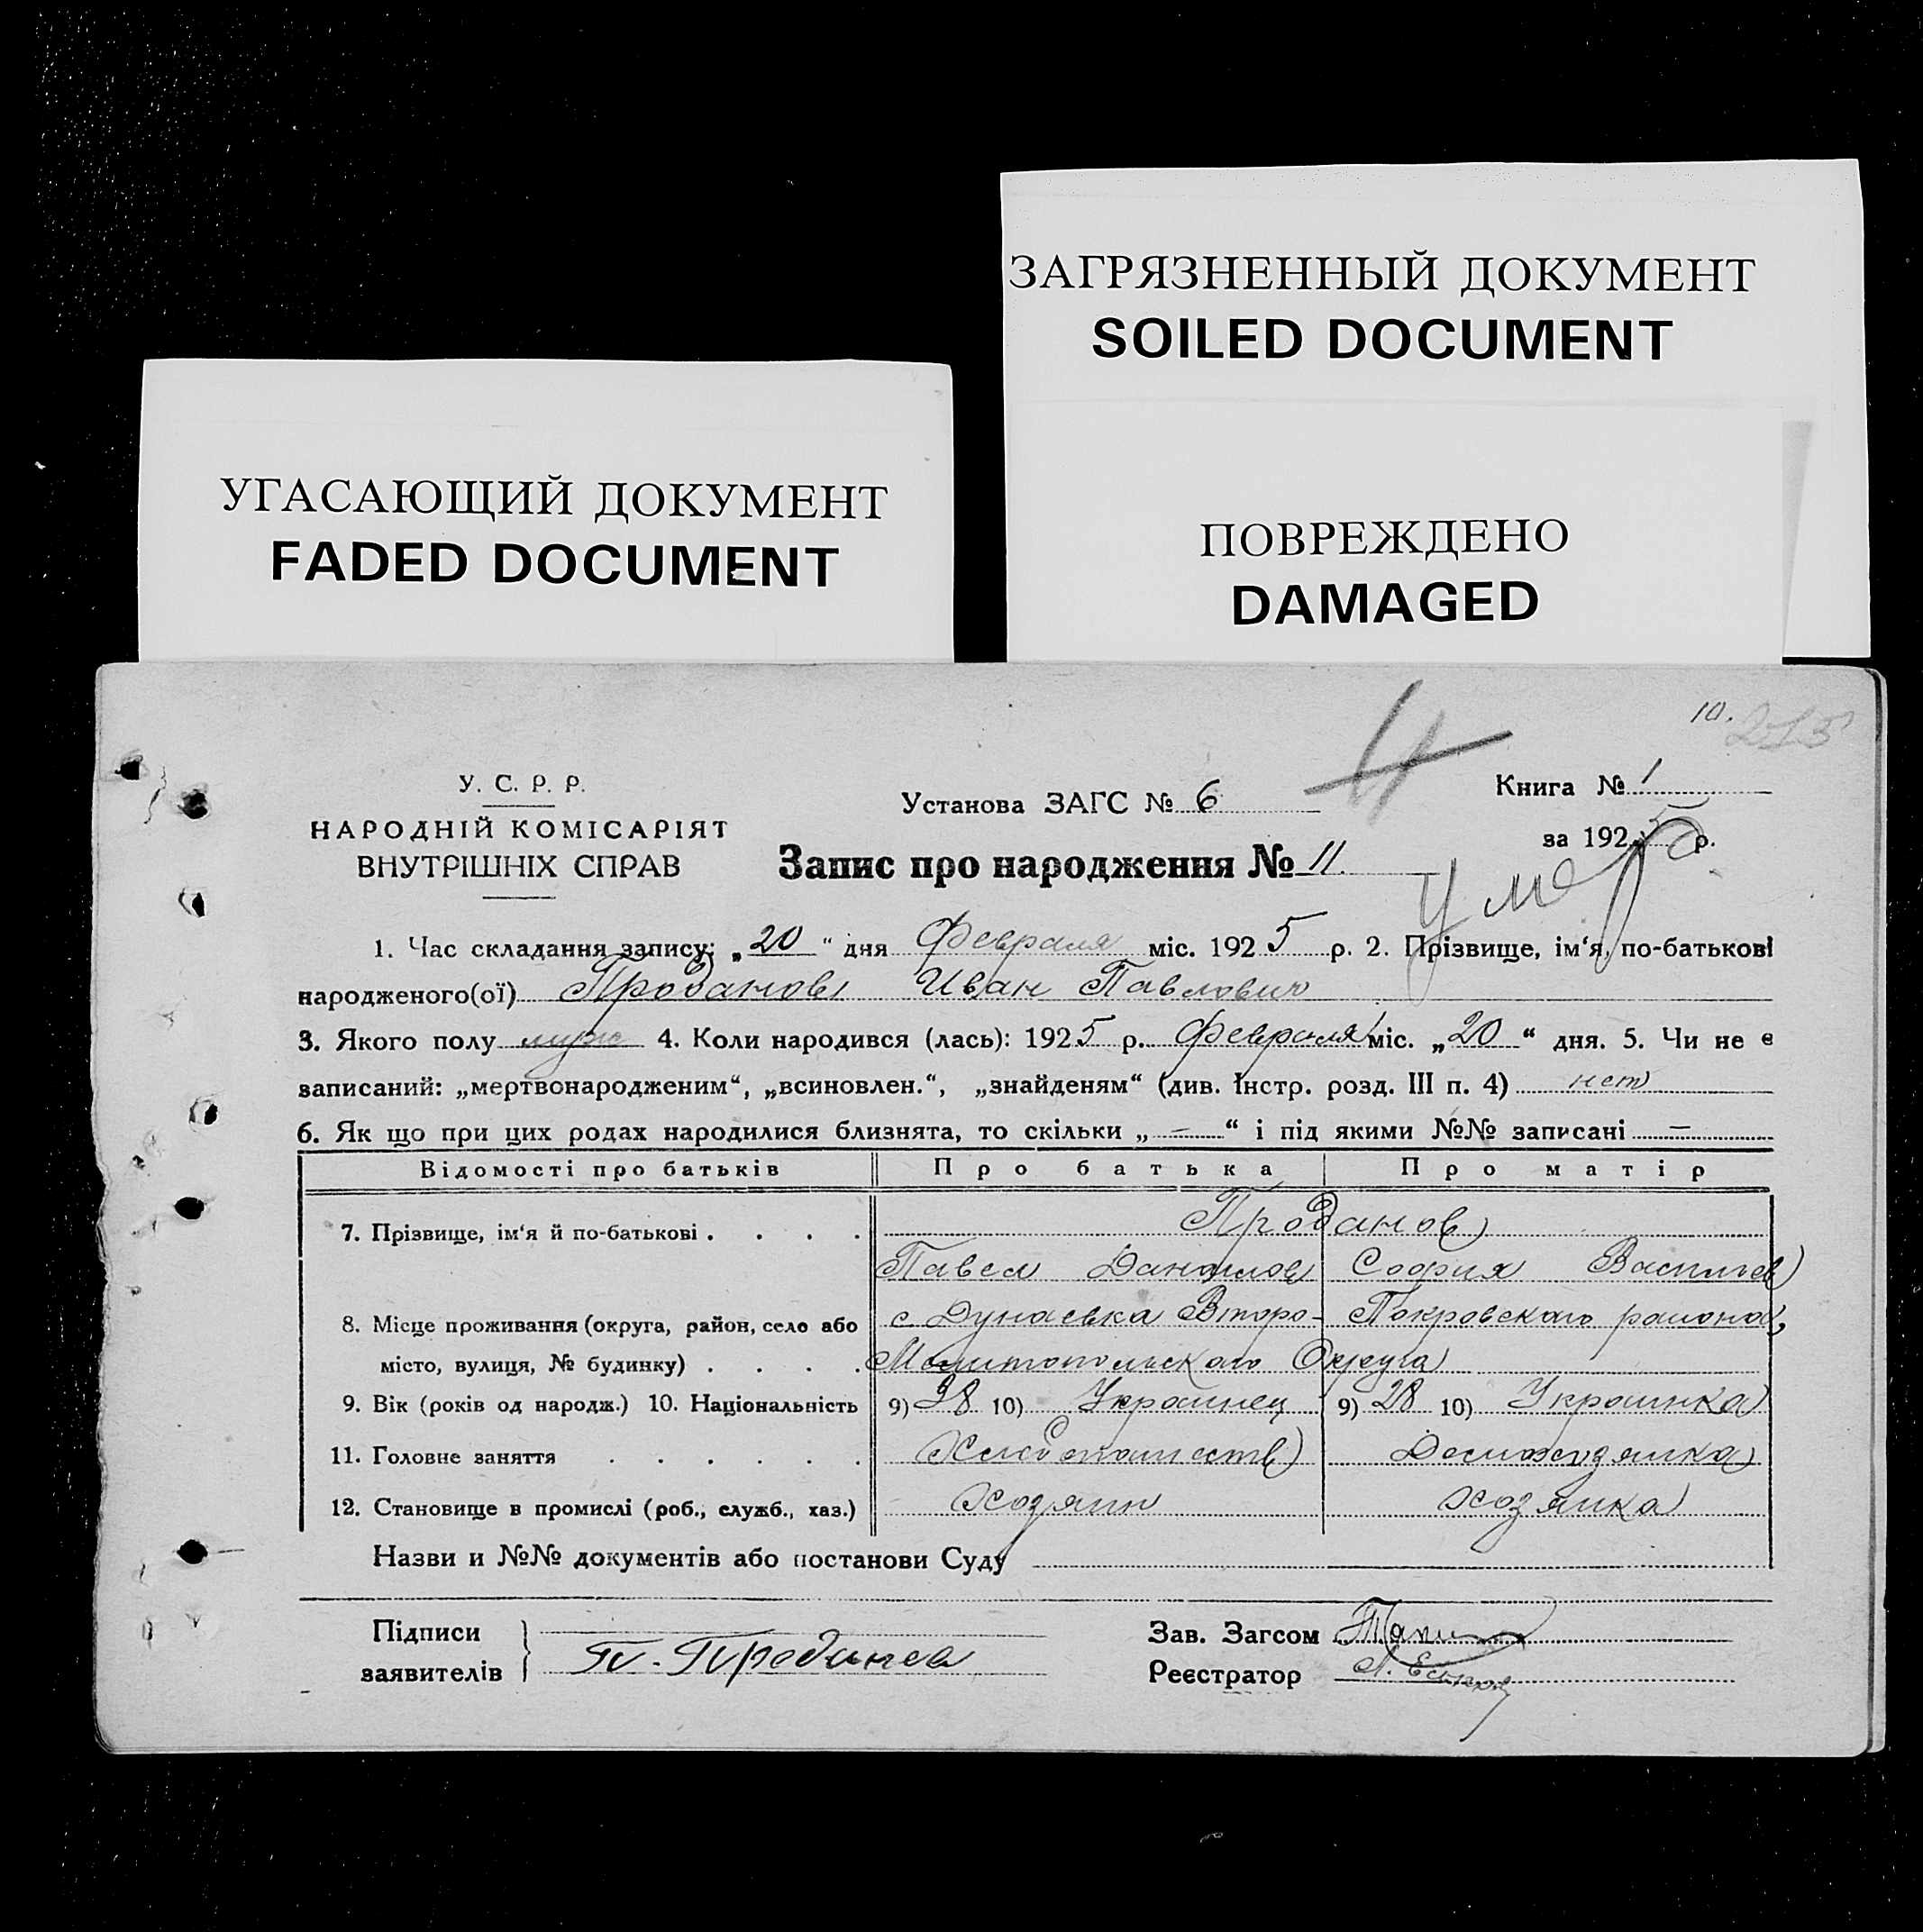 ЗАГРЯЗНЕННЫЙ ДОКУМЕНТ
SOILED DOCUMENT
УГАСАЮЩИЙ ДОКУМЕНТ
FADED DOCUMENT
ПОВРЕЖДЕНО
DAMAGED
10. 213
У. С. Р. Р.
НАРОДНІЙ КОМІСАРІЯТ
ВНУТРІШНІХ СПРАВ
Установа ЗАГС № 6
Книга № 1
за 1925 р.
Запис про народження № 11.
умер
1. Час складання запису: „20“ дня Февраля міс. 1925 р. 2. Прізвище, ім‘я, по-батькові
народженого(ої) Проданов Иван Павлович
3. Якого полу муж 4. Коли народився (лась): 1925 р. Февраля міс. „20“ дня. 5. Чи не є
записаний: „мертвонародженим“, „всиновлен.“, „знайденям“ (див. Інстр. розд. III п. 4) нет
6. Як що при цих родах народилися близнята, то скільки „ — “ і під якими №№ записані —
Відомості про батьків Про батька Про матір
7. Прізвище, ім‘я й по-батькові . . . . Проданов
Павел Данилов София Васильев
8. Місце проживання (округа, район, село або с. Дунаевка Второ- Покровского района,
місто, вулиця, № будинку) . . . . Мелитопольского Округа
9. Вік (років од народж.) 10. Національність 9) 28 10) Украинец 9) 28 10) Украинка
11. Головне заняття . . . . . . Хлебопашеств Домохозяйка
12. Становище в промислі (роб., служб., хаз.) Хозяин хозяйка
Назви и №№ документів або постанови Суду
Підписи
заявителів П. Проданов
Зав. Загсом
Реєстратор